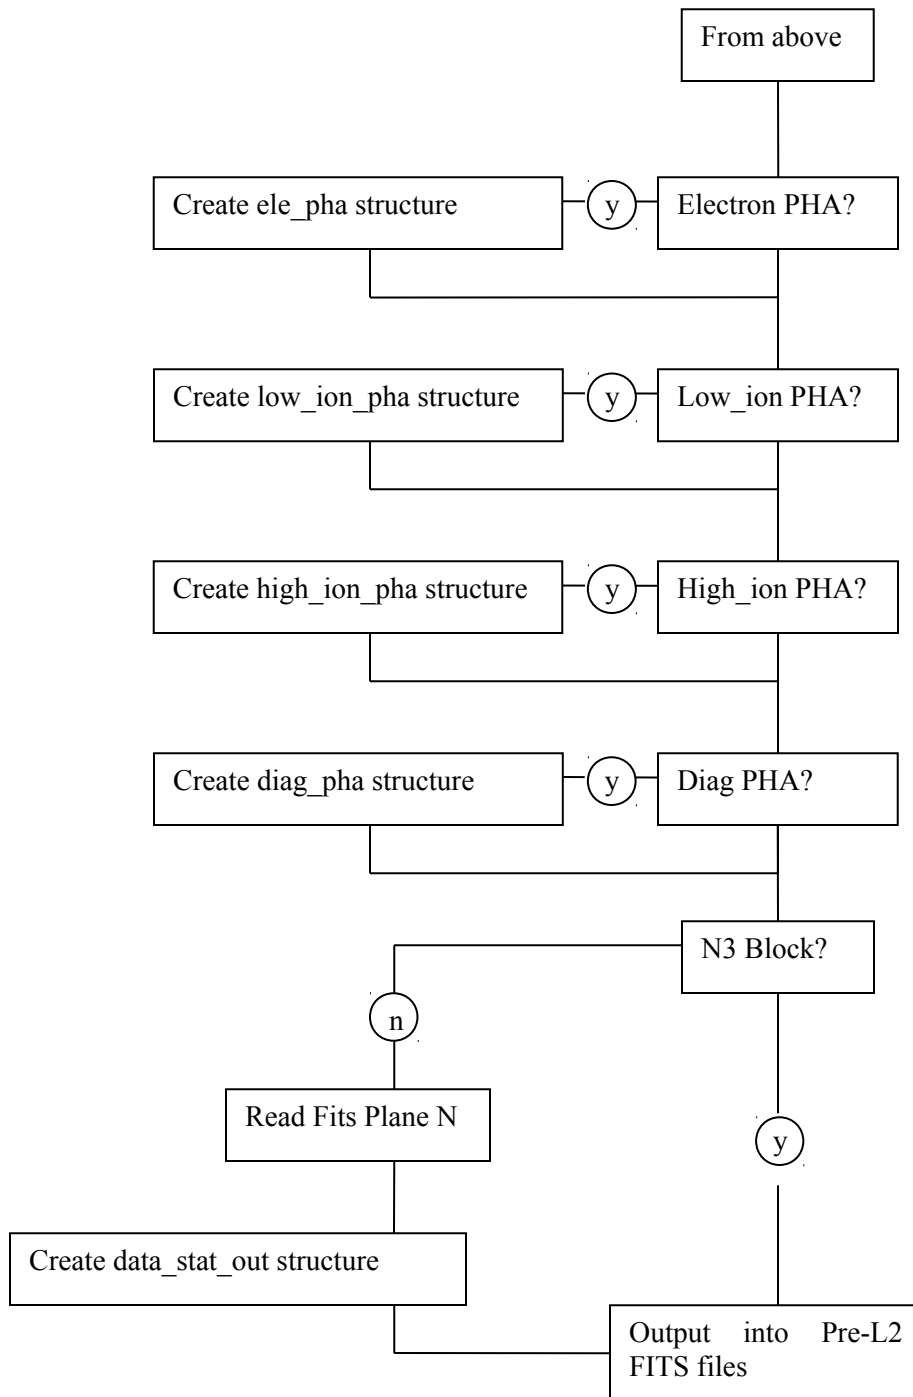 From above
Create ele_pha structure
y
Electron PHA?
Create low_ion_pha structure
y
Low_ion PHA?
Create high_ion_pha structure
y
High_ion PHA?
Create diag_pha structure
y
Diag PHA?
N3 Block?
n
Read Fits Plane N
y
Create data_stat_out structure
Output into Pre-L2
FITS files